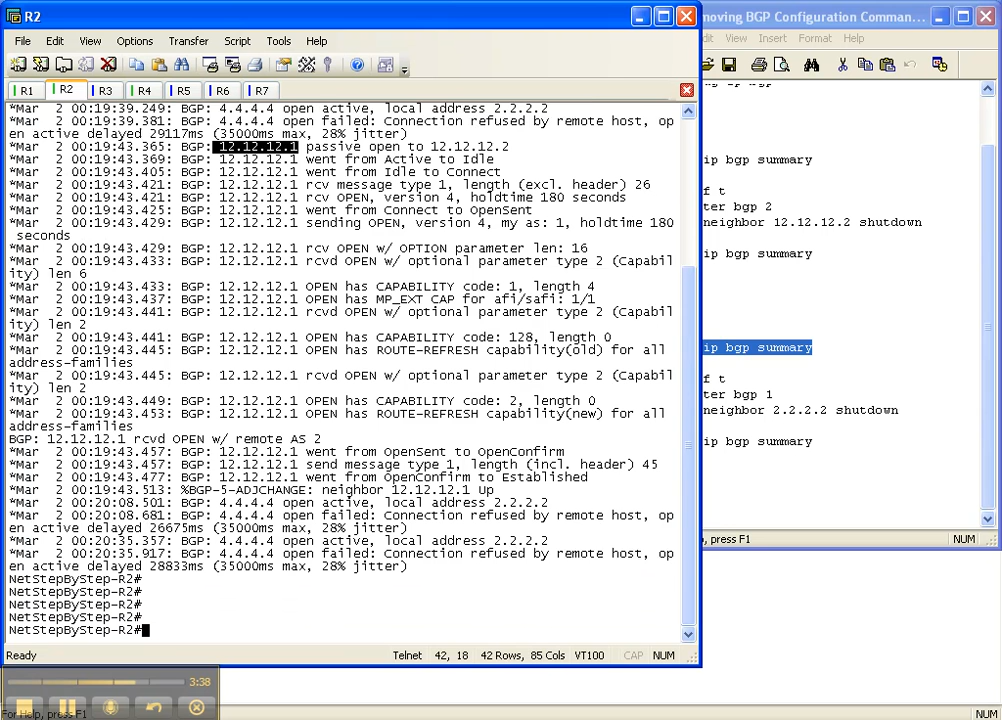 R2
File Edit View Options Transfer Script Tools Help
R1 R2 R3 R4 R5 R6 R7
*Mar  2 00:19:39.249: BGP: 4.4.4.4 open active, local address 2.2.2.2
*Mar  2 00:19:39.381: BGP: 4.4.4.4 open failed: Connection refused by remote host, op
en active delayed 29117ms (35000ms max, 28% jitter)
*Mar  2 00:19:43.365: BGP: 12.12.12.1 passive open to 12.12.12.2
*Mar  2 00:19:43.369: BGP: 12.12.12.1 went from Active to Idle
*Mar  2 00:19:43.405: BGP: 12.12.12.1 went from Idle to Connect
*Mar  2 00:19:43.421: BGP: 12.12.12.1 rcv message type 1, length (excl. header) 26
*Mar  2 00:19:43.421: BGP: 12.12.12.1 rcv OPEN, version 4, holdtime 180 seconds
*Mar  2 00:19:43.425: BGP: 12.12.12.1 went from Connect to OpenSent
*Mar  2 00:19:43.429: BGP: 12.12.12.1 sending OPEN, version 4, my as: 1, holdtime 180
 seconds
*Mar  2 00:19:43.429: BGP: 12.12.12.1 rcv OPEN w/ OPTION parameter len: 16
*Mar  2 00:19:43.433: BGP: 12.12.12.1 rcvd OPEN w/ optional parameter type 2 (Capabil
ity) len 6
*Mar  2 00:19:43.433: BGP: 12.12.12.1 OPEN has CAPABILITY code: 1, length 4
*Mar  2 00:19:43.437: BGP: 12.12.12.1 OPEN has MP_EXT CAP for afi/safi: 1/1
*Mar  2 00:19:43.441: BGP: 12.12.12.1 rcvd OPEN w/ optional parameter type 2 (Capabil
ity) len 2
*Mar  2 00:19:43.441: BGP: 12.12.12.1 OPEN has CAPABILITY code: 128, length 0
*Mar  2 00:19:43.445: BGP: 12.12.12.1 OPEN has ROUTE-REFRESH capability(old) for all
address-families
*Mar  2 00:19:43.445: BGP: 12.12.12.1 rcvd OPEN w/ optional parameter type 2 (Capabil
ity) len 2
*Mar  2 00:19:43.449: BGP: 12.12.12.1 OPEN has CAPABILITY code: 2, length 0
*Mar  2 00:19:43.453: BGP: 12.12.12.1 OPEN has ROUTE-REFRESH capability(new) for all
address-families
BGP: 12.12.12.1 rcvd OPEN w/ remote AS 2
*Mar  2 00:19:43.457: BGP: 12.12.12.1 went from OpenSent to OpenConfirm
*Mar  2 00:19:43.457: BGP: 12.12.12.1 send message type 1, length (incl. header) 45
*Mar  2 00:19:43.477: BGP: 12.12.12.1 went from OpenConfirm to Established
*Mar  2 00:19:43.513: %BGP-5-ADJCHANGE: neighbor 12.12.12.1 Up
*Mar  2 00:20:08.501: BGP: 4.4.4.4 open active, local address 2.2.2.2
*Mar  2 00:20:08.681: BGP: 4.4.4.4 open failed: Connection refused by remote host, op
en active delayed 26675ms (35000ms max, 28% jitter)
*Mar  2 00:20:35.357: BGP: 4.4.4.4 open active, local address 2.2.2.2
*Mar  2 00:20:35.917: BGP: 4.4.4.4 open failed: Connection refused by remote host, op
en active delayed 28833ms (35000ms max, 28% jitter)
NetStepByStep-R2#
NetStepByStep-R2#
NetStepByStep-R2#
NetStepByStep-R2#
NetStepByStep-R2#
Ready Telnet 42, 18 42 Rows, 85 Cols VT100 CAP NUM
3:38
For Help, press F1 NUM
moving BGP Configuration Comman...
dit View Insert Format Help
ip bgp summary
f t
ter bgp 2
neighbor 12.12.12.2 shutdown
ip bgp summary
ip bgp summary
f t
ter bgp 1
neighbor 2.2.2.2 shutdown
ip bgp summary
p, press F1 NUM